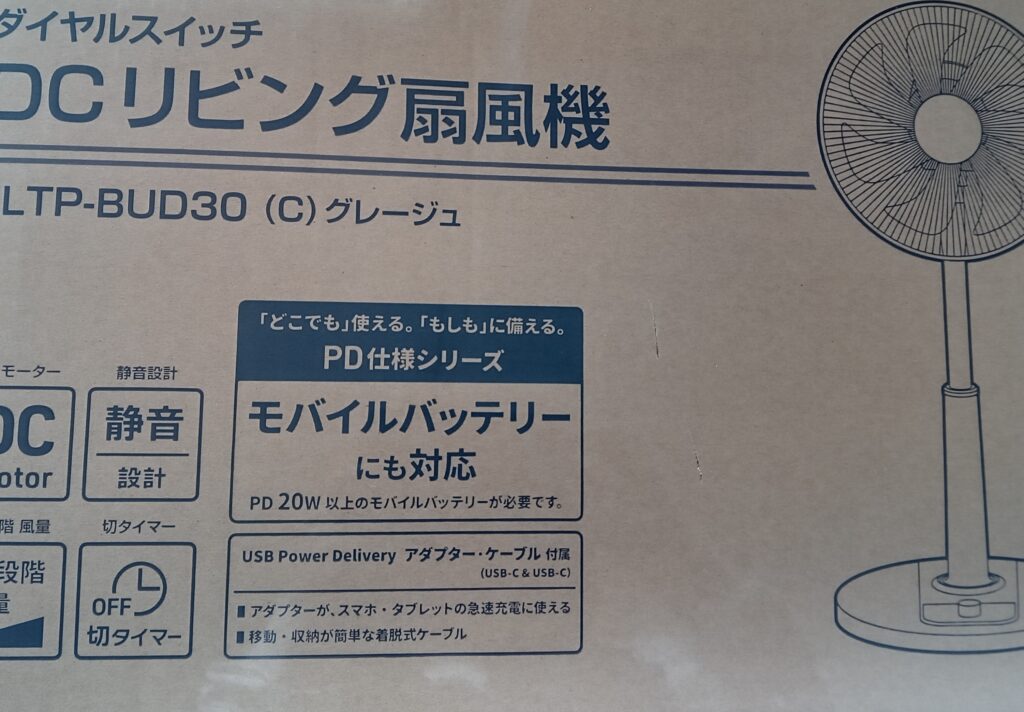 ダイヤルスイッチ
DCリビング扇風機
LTP-BUD30 (C) グレージュ
「どこでも」使える。「もしも」に備える。
PD仕様シリーズ
モバイルバッテリー
にも対応
PD 20W 以上のモバイルバッテリーが必要です。
モーター
DC
otor
静音設計
静音
設計
階 風量
段階
量
切タイマー
OFF
切タイマー
USB Power Delivery アダプター・ケーブル 付属
(USB-C & USB-C)
アダプターが、スマホ・タブレットの急速充電に使える
移動・収納が簡単な着脱式ケーブル